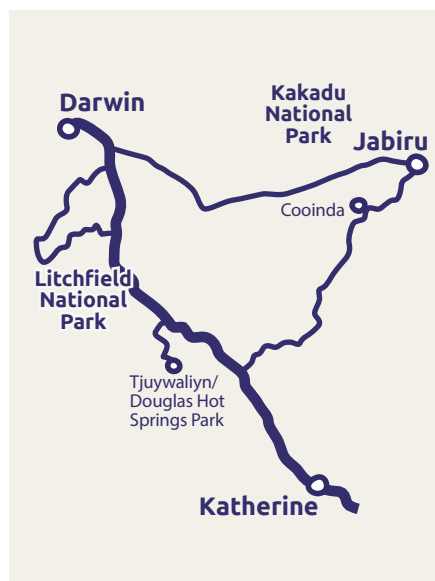 Darwin
Kakadu
National
Park
Jabiru
Cooinda
Litchfield
National
Park
Tjuywaliyn/
Douglas Hot
Springs Park
Katherine